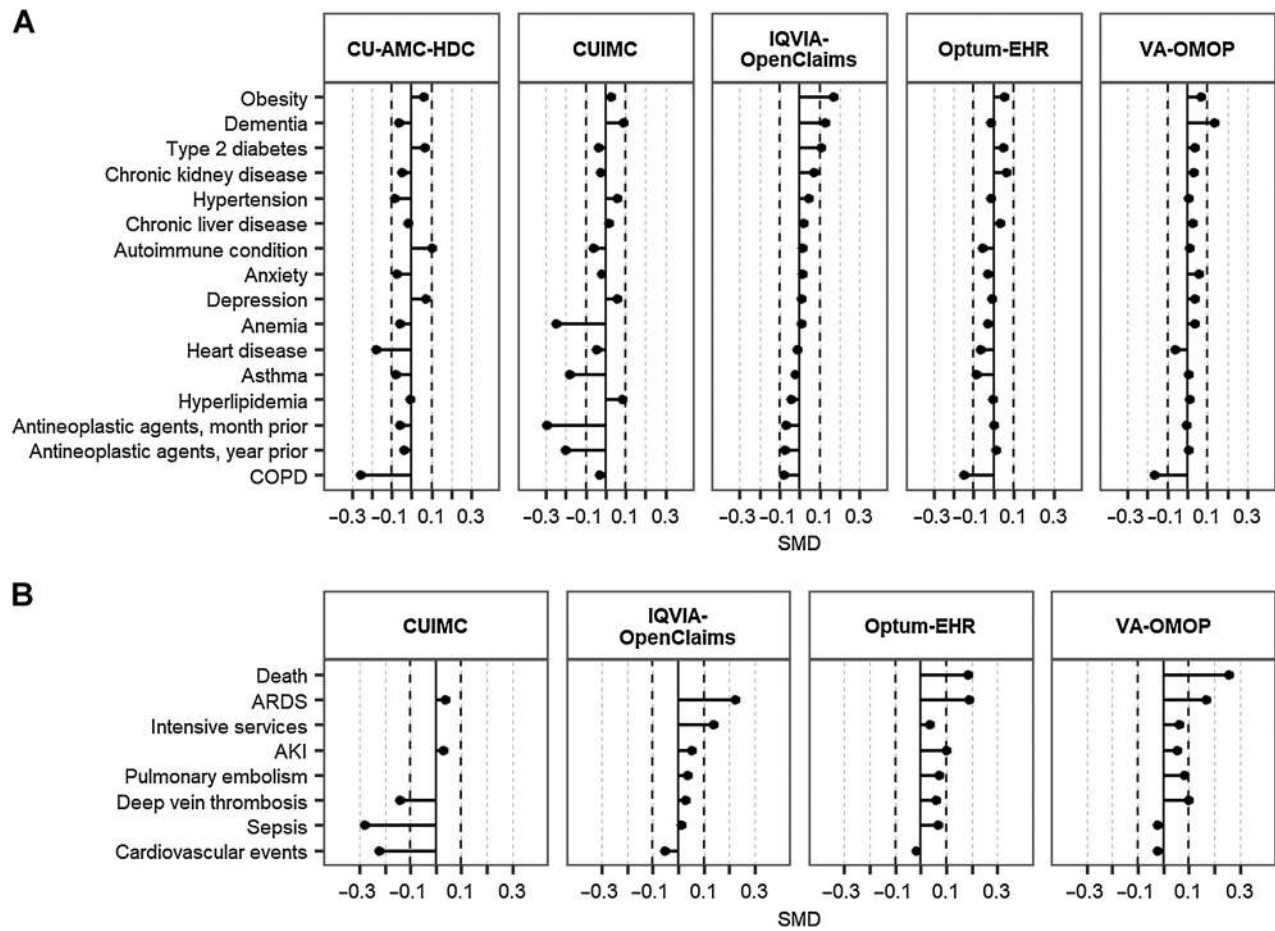 A
CU-AMC-HDC
CUIMC
IQVIA-
OpenClaims
Optum-EHR
VA-OMOP
Obesity
Dementia
Type 2 diabetes
Chronic kidney disease
Hypertension
Chronic liver disease
Autoimmune condition
Anxiety
Depression
Anemia
Heart disease
Asthma
Hyperlipidemia
Antineoplastic agents, month prior
Antineoplastic agents, year prior
COPD
−0.3 −0.1 0.1 0.3
−0.3 −0.1 0.1 0.3
−0.3 −0.1 0.1 0.3
−0.3 −0.1 0.1 0.3
−0.3 −0.1 0.1 0.3
SMD
B
CUIMC
IQVIA-
OpenClaims
Optum-EHR
VA-OMOP
Death
ARDS
Intensive services
AKI
Pulmonary embolism
Deep vein thrombosis
Sepsis
Cardiovascular events
−0.3 −0.1 0.1 0.3
−0.3 −0.1 0.1 0.3
−0.3 −0.1 0.1 0.3
−0.3 −0.1 0.1 0.3
SMD